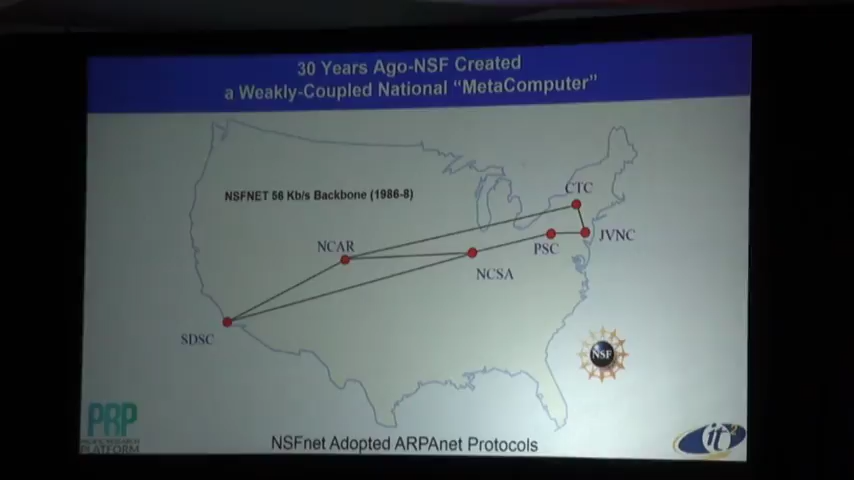 30 Years Ago-NSF Created
a Weakly-Coupled National “MetaComputer”
NSFNET 56 Kb/s Backbone (1986-8)
CTC
NCAR
PSC
JVNC
NCSA
SDSC
NSF
PRP
PACIFIC RESEARCH
PLATFORM
it2
NSFnet Adopted ARPAnet Protocols